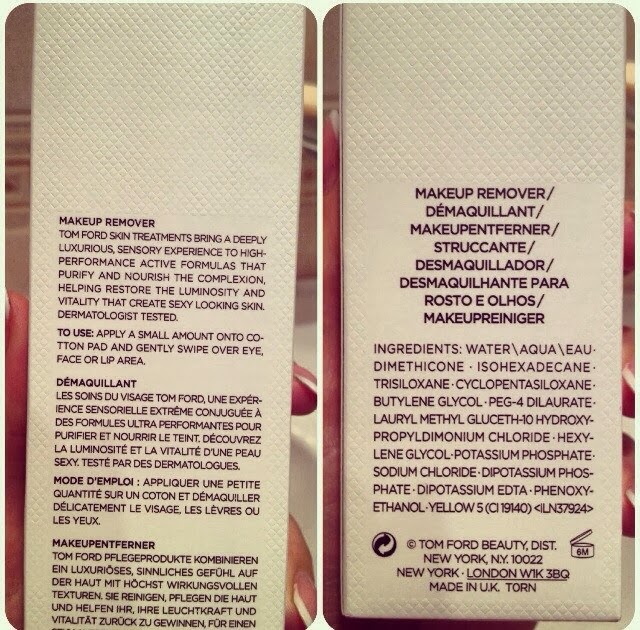 MAKEUP REMOVER
TOM FORD SKIN TREATMENTS BRING A DEEPLY
LUXURIOUS, SENSORY EXPERIENCE TO HIGH-
PERFORMANCE ACTIVE FORMULAS THAT
PURIFY AND NOURISH THE COMPLEXION,
HELPING RESTORE THE LUMINOSITY AND
VITALITY THAT CREATE SEXY LOOKING SKIN.
DERMATOLOGIST TESTED.
TO USE: APPLY A SMALL AMOUNT ONTO CO-
TTON PAD AND GENTLY SWIPE OVER EYE,
FACE OR LIP AREA.
DÉMAQUILLANT
LES SOINS DU VISAGE TOM FORD, UNE EXPÉR-
IENCE SENSORIELLE EXTRÊME CONJUGUÉE À
DES FORMULES ULTRA PERFORMANTES POUR
PURIFIER ET NOURRIR LE TEINT. DÉCOUVREZ
LA LUMINOSITÉ ET LA VITALITÉ D'UNE PEAU
SEXY. TESTÉ PAR DES DERMATOLOGUES.
MODE D'EMPLOI : APPLIQUER UNE PETITE
QUANTITÉ SUR UN COTON ET DÉMAQUILLER
DÉLICATEMENT LE VISAGE, LES LÈVRES OU
LES YEUX.
MAKEUPENTFERNER
TOM FORD PFLEGEPRODUKTE KOMBINIEREN
EIN LUXURIÖSES, SINNLICHES GEFÜHL AUF
DER HAUT MIT HÖCHST WIRKUNGSVOLLEN
TEXTUREN. SIE REINIGEN, PFLEGEN DIE HAUT
UND HELFEN IHR, IHRE LEUCHTKRAFT UND
VITALITÄT ZURÜCK ZU GEWINNEN, FÜR EINEN
MAKEUP REMOVER/
DÉMAQUILLANT/
MAKEUPENTFERNER/
STRUCCANTE/
DESMAQUILLADOR/
DESMAQUILHANTE PARA
ROSTO E OLHOS/
MAKEUPREINIGER
INGREDIENTS: WATER\AQUA\EAU·
DIMETHICONE · ISOHEXADECANE·
TRISILOXANE·CYCLOPENTASILOXANE·
BUTYLENE GLYCOL·PEG-4 DILAURATE·
LAURYL METHYL GLUCETH-10 HYDROXY-
PROPYLDIMONIUM CHLORIDE · HEXY-
LENE GLYCOL·POTASSIUM PHOSPHATE·
SODIUM CHLORIDE · DIPOTASSIUM PHOS-
PHATE · DIPOTASSIUM EDTA · PHENOXY-
ETHANOL·YELLOW 5 (CI 19140) <ILN37924>
© TOM FORD BEAUTY, DIST.
NEW YORK, N.Y. 10022
NEW YORK · LONDON W1K 3BQ
MADE IN U.K. TORN
6M